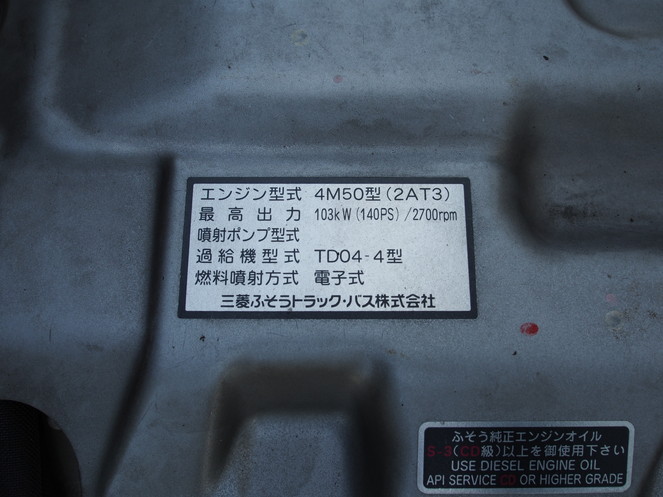 エンジン型式 4M50型(2AT3)
最高出力 103kW(140PS)/2700rpm
噴射ポンプ型式
過給機型式 TD04-4型
燃料噴射方式 電子式
三菱ふそうトラック・バス株式会社
ふそう純正エンジンオイル
S-3(CD級)以上を御使用下さい
USE DIESEL ENGINE OIL
API SERVICE CD OR HIGHER GRADE